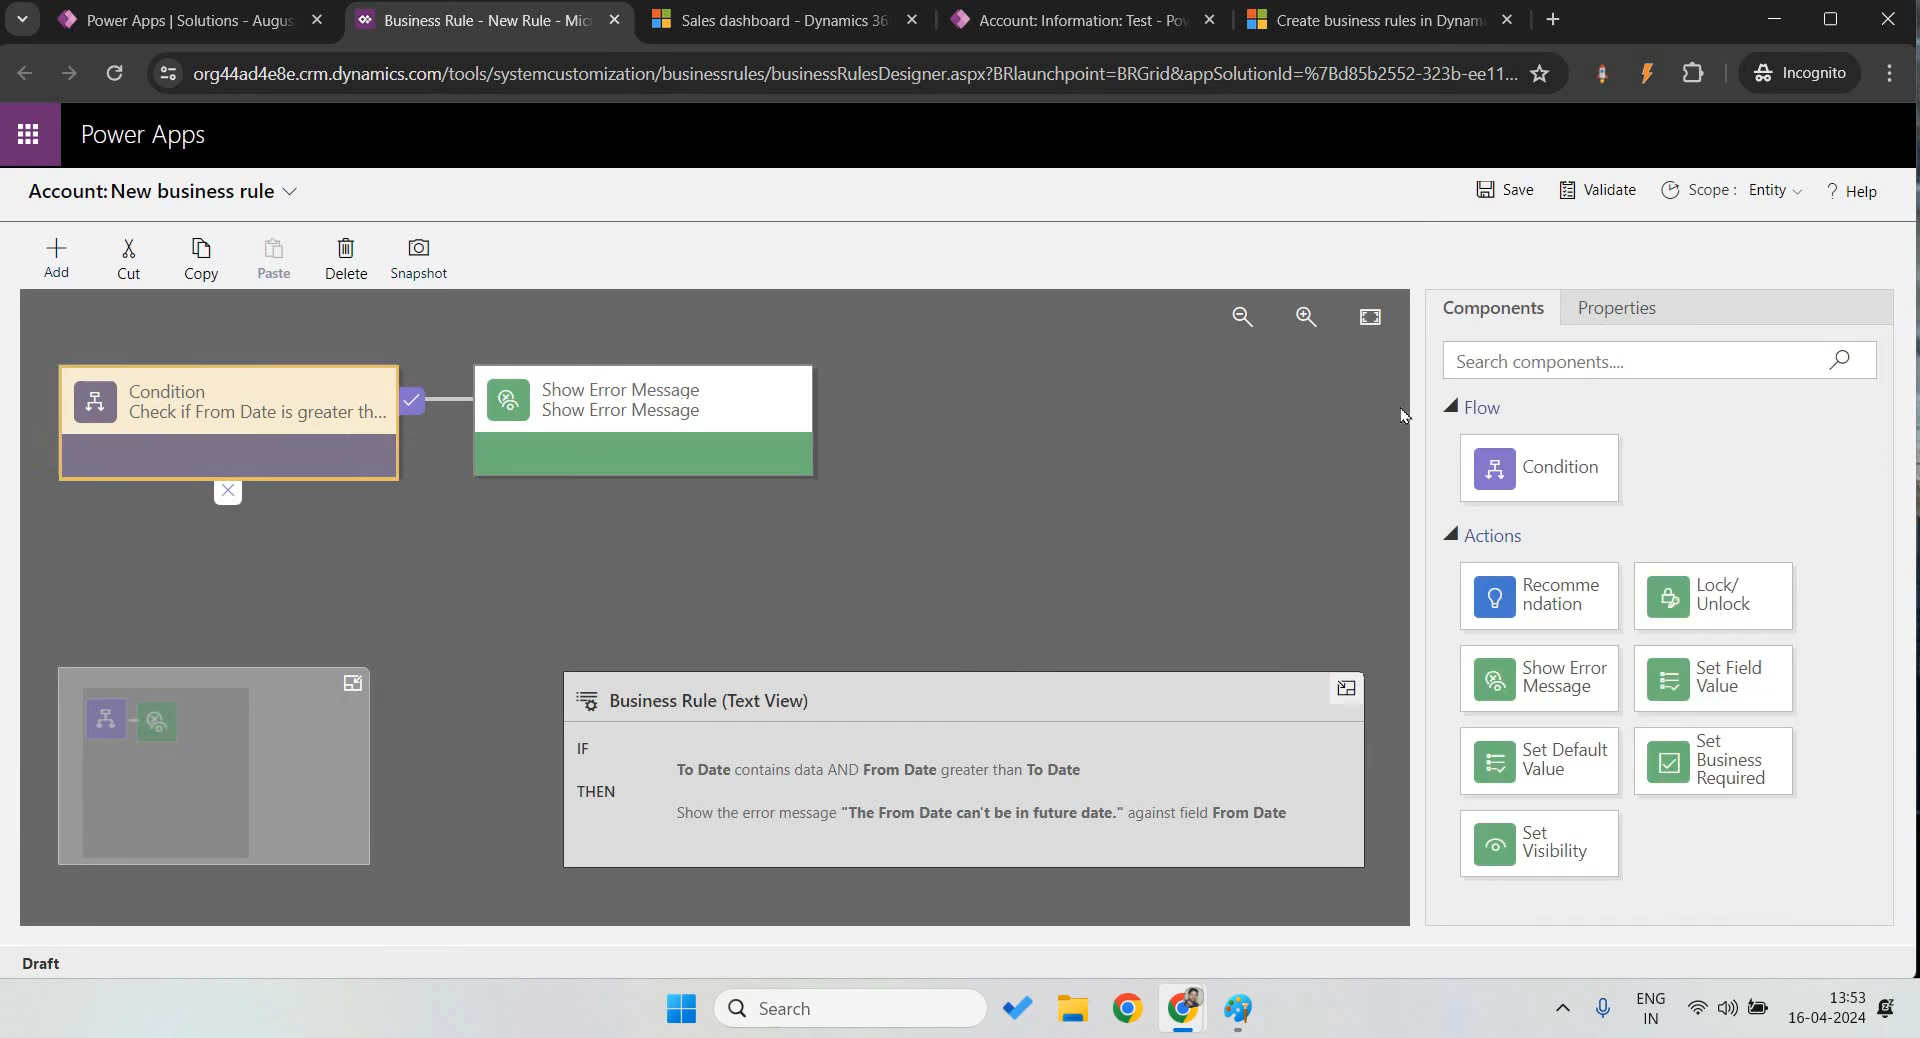 Power Apps | Solutions - Augus
Business Rule - New Rule - Mic
Sales dashboard - Dynamics 36
Account: Information: Test - Po
Create business rules in Dynam
org44ad4e8e.crm.dynamics.com/tools/systemcustomization/businessrules/businessRulesDesigner.aspx?BRlaunchpoint=BRGrid&appSolutionId=%7Bd85b2552-323b-ee11...
Incognito
Power Apps
Account: New business rule
Save
Validate
Scope :
Entity
? Help
Add
Cut
Copy
Paste
Delete
Snapshot
Components
Properties
Search components....
Condition
Check if From Date is greater th...
Show Error Message
Show Error Message
Flow
Condition
Actions
Recomme
ndation
Lock/
Unlock
Show Error
Message
Set Field
Value
Set Default
Value
Set
Business
Required
Set
Visibility
Business Rule (Text View)
IF
To Date contains data AND From Date greater than To Date
THEN
Show the error message "The From Date can't be in future date." against field From Date
Draft
Search
ENG
IN
13:53
16-04-2024